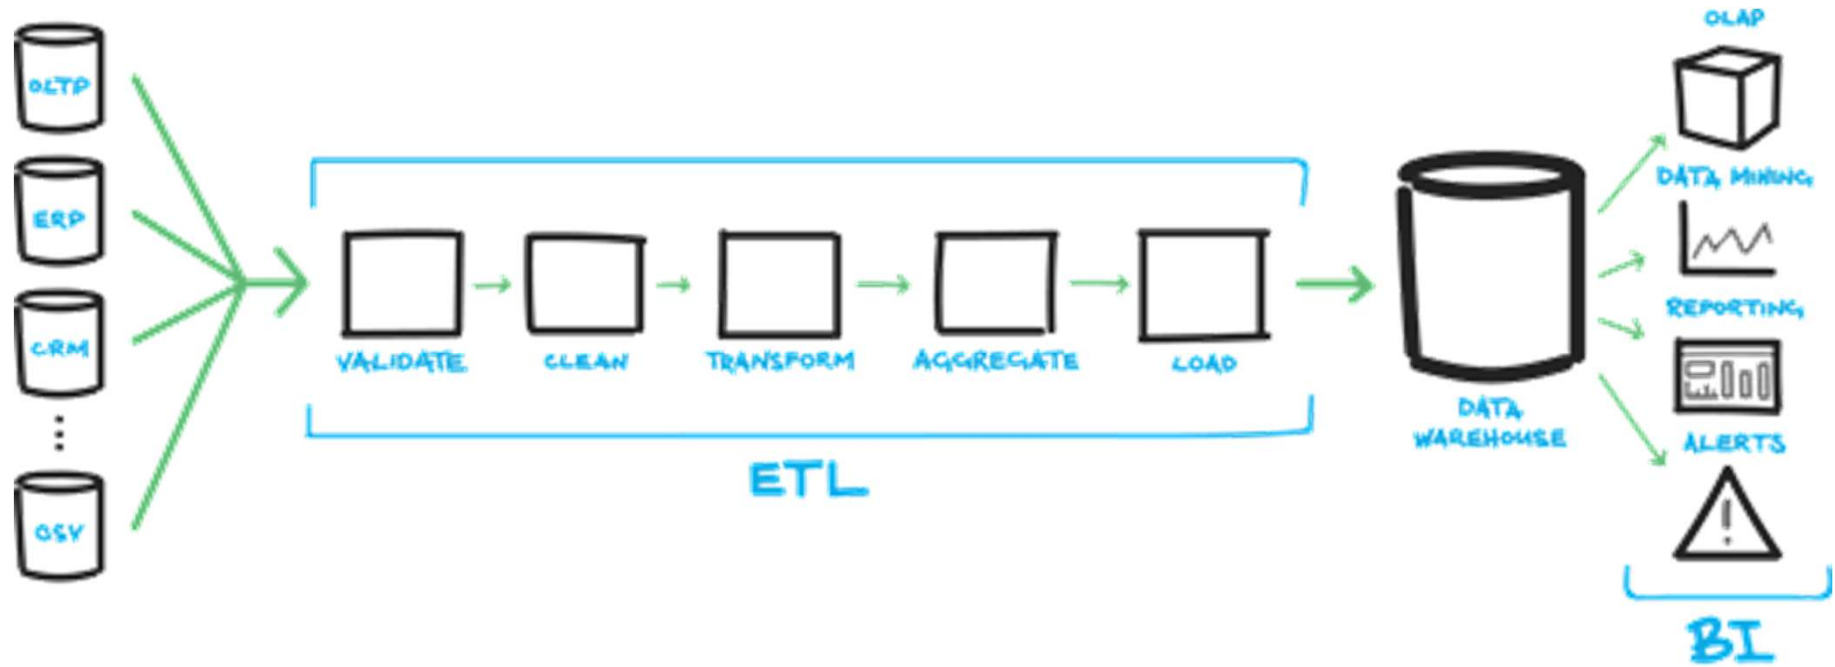 OLTP
ERP
CRM
CSV
VALIDATE
CLEAN
TRANSFORM
AGGREGATE
LOAD
ETL
DATA
WAREHOUSE
OLAP
DATA MINING
REPORTING
ALERTS
!
BI